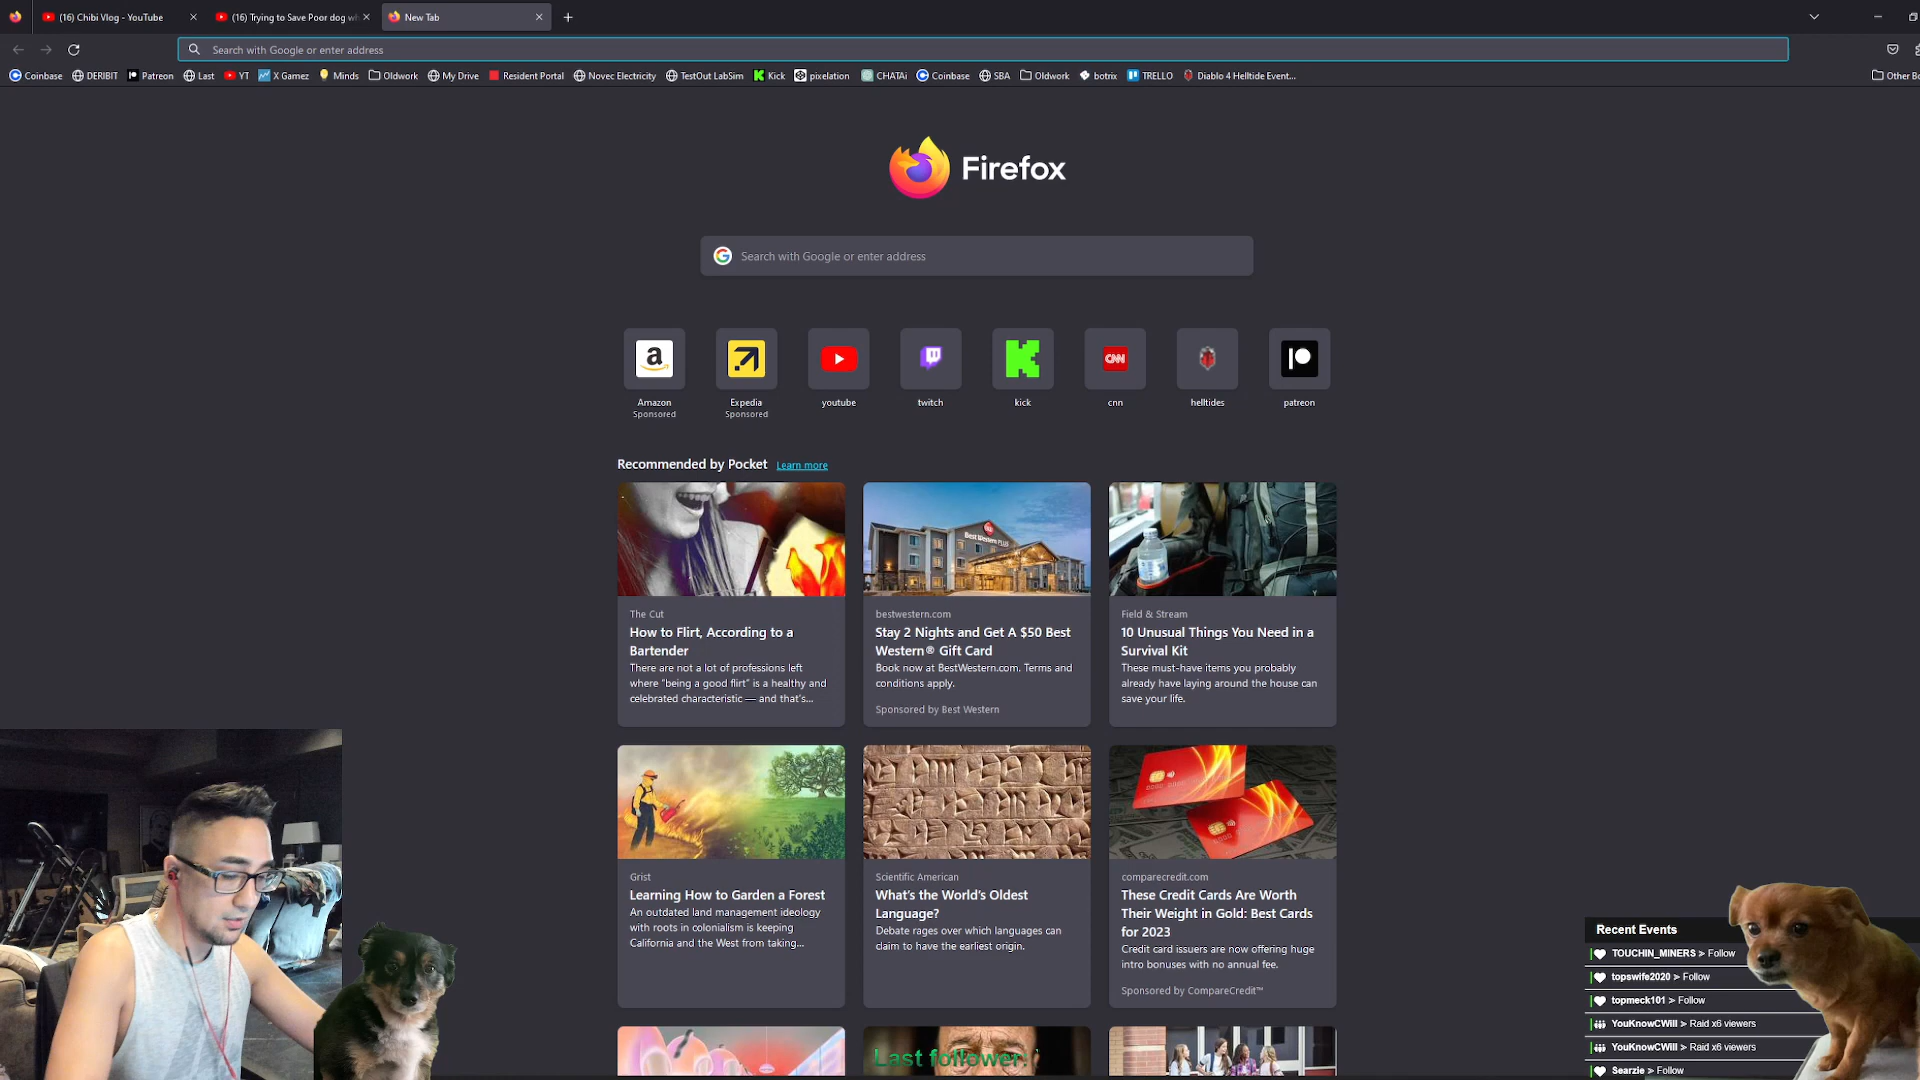 (16) Chibi Vlog - YouTube
(16) Trying to Save Poor dog wh
New Tab
Search with Google or enter address
Coinbase
DERIBIT
Patreon
Last
YT
X Gamez
Minds
Oldwork
My Drive
Resident Portal
Novec Electricity
TestOut LabSim
Kick
pixelation
CHATAi
Coinbase
SBA
Oldwork
botrix
TRELLO
Diablo 4 Helltide Event...
Other Bo
Firefox
Search with Google or enter address
Amazon
Sponsored
Expedia
Sponsored
youtube
twitch
kick
CNN
cnn
helltides
patreon
Recommended by Pocket Learn more
The Cut
How to Flirt, According to a
Bartender
There are not a lot of professions left
where “being a good flirt” is a healthy and
celebrated characteristic — and that's...
Best Western PLUS
bestwestern.com
Stay 2 Nights and Get A $50 Best
Western® Gift Card
Book now at BestWestern.com. Terms and
conditions apply.
Sponsored by Best Western
Field & Stream
10 Unusual Things You Need in a
Survival Kit
These must-have items you probably
already have laying around the house can
save your life.
Grist
Learning How to Garden a Forest
An outdated land management ideology
with roots in colonialism is keeping
California and the West from taking...
Scientific American
What's the World's Oldest
Language?
Debate rages over which languages can
claim to have the earliest origin.
comparecredit.com
These Credit Cards Are Worth
Their Weight in Gold: Best Cards
for 2023
Credit card issuers are now offering huge
intro bonuses with no annual fee.
Sponsored by CompareCredit™
Last follower:
Recent Events
TOUCHIN_MINERS > Follow
topswife2020 > Follow
topmeck101 > Follow
YouKnowCWill > Raid x6 viewers
YouKnowCWill > Raid x6 viewers
Searzie > Follow